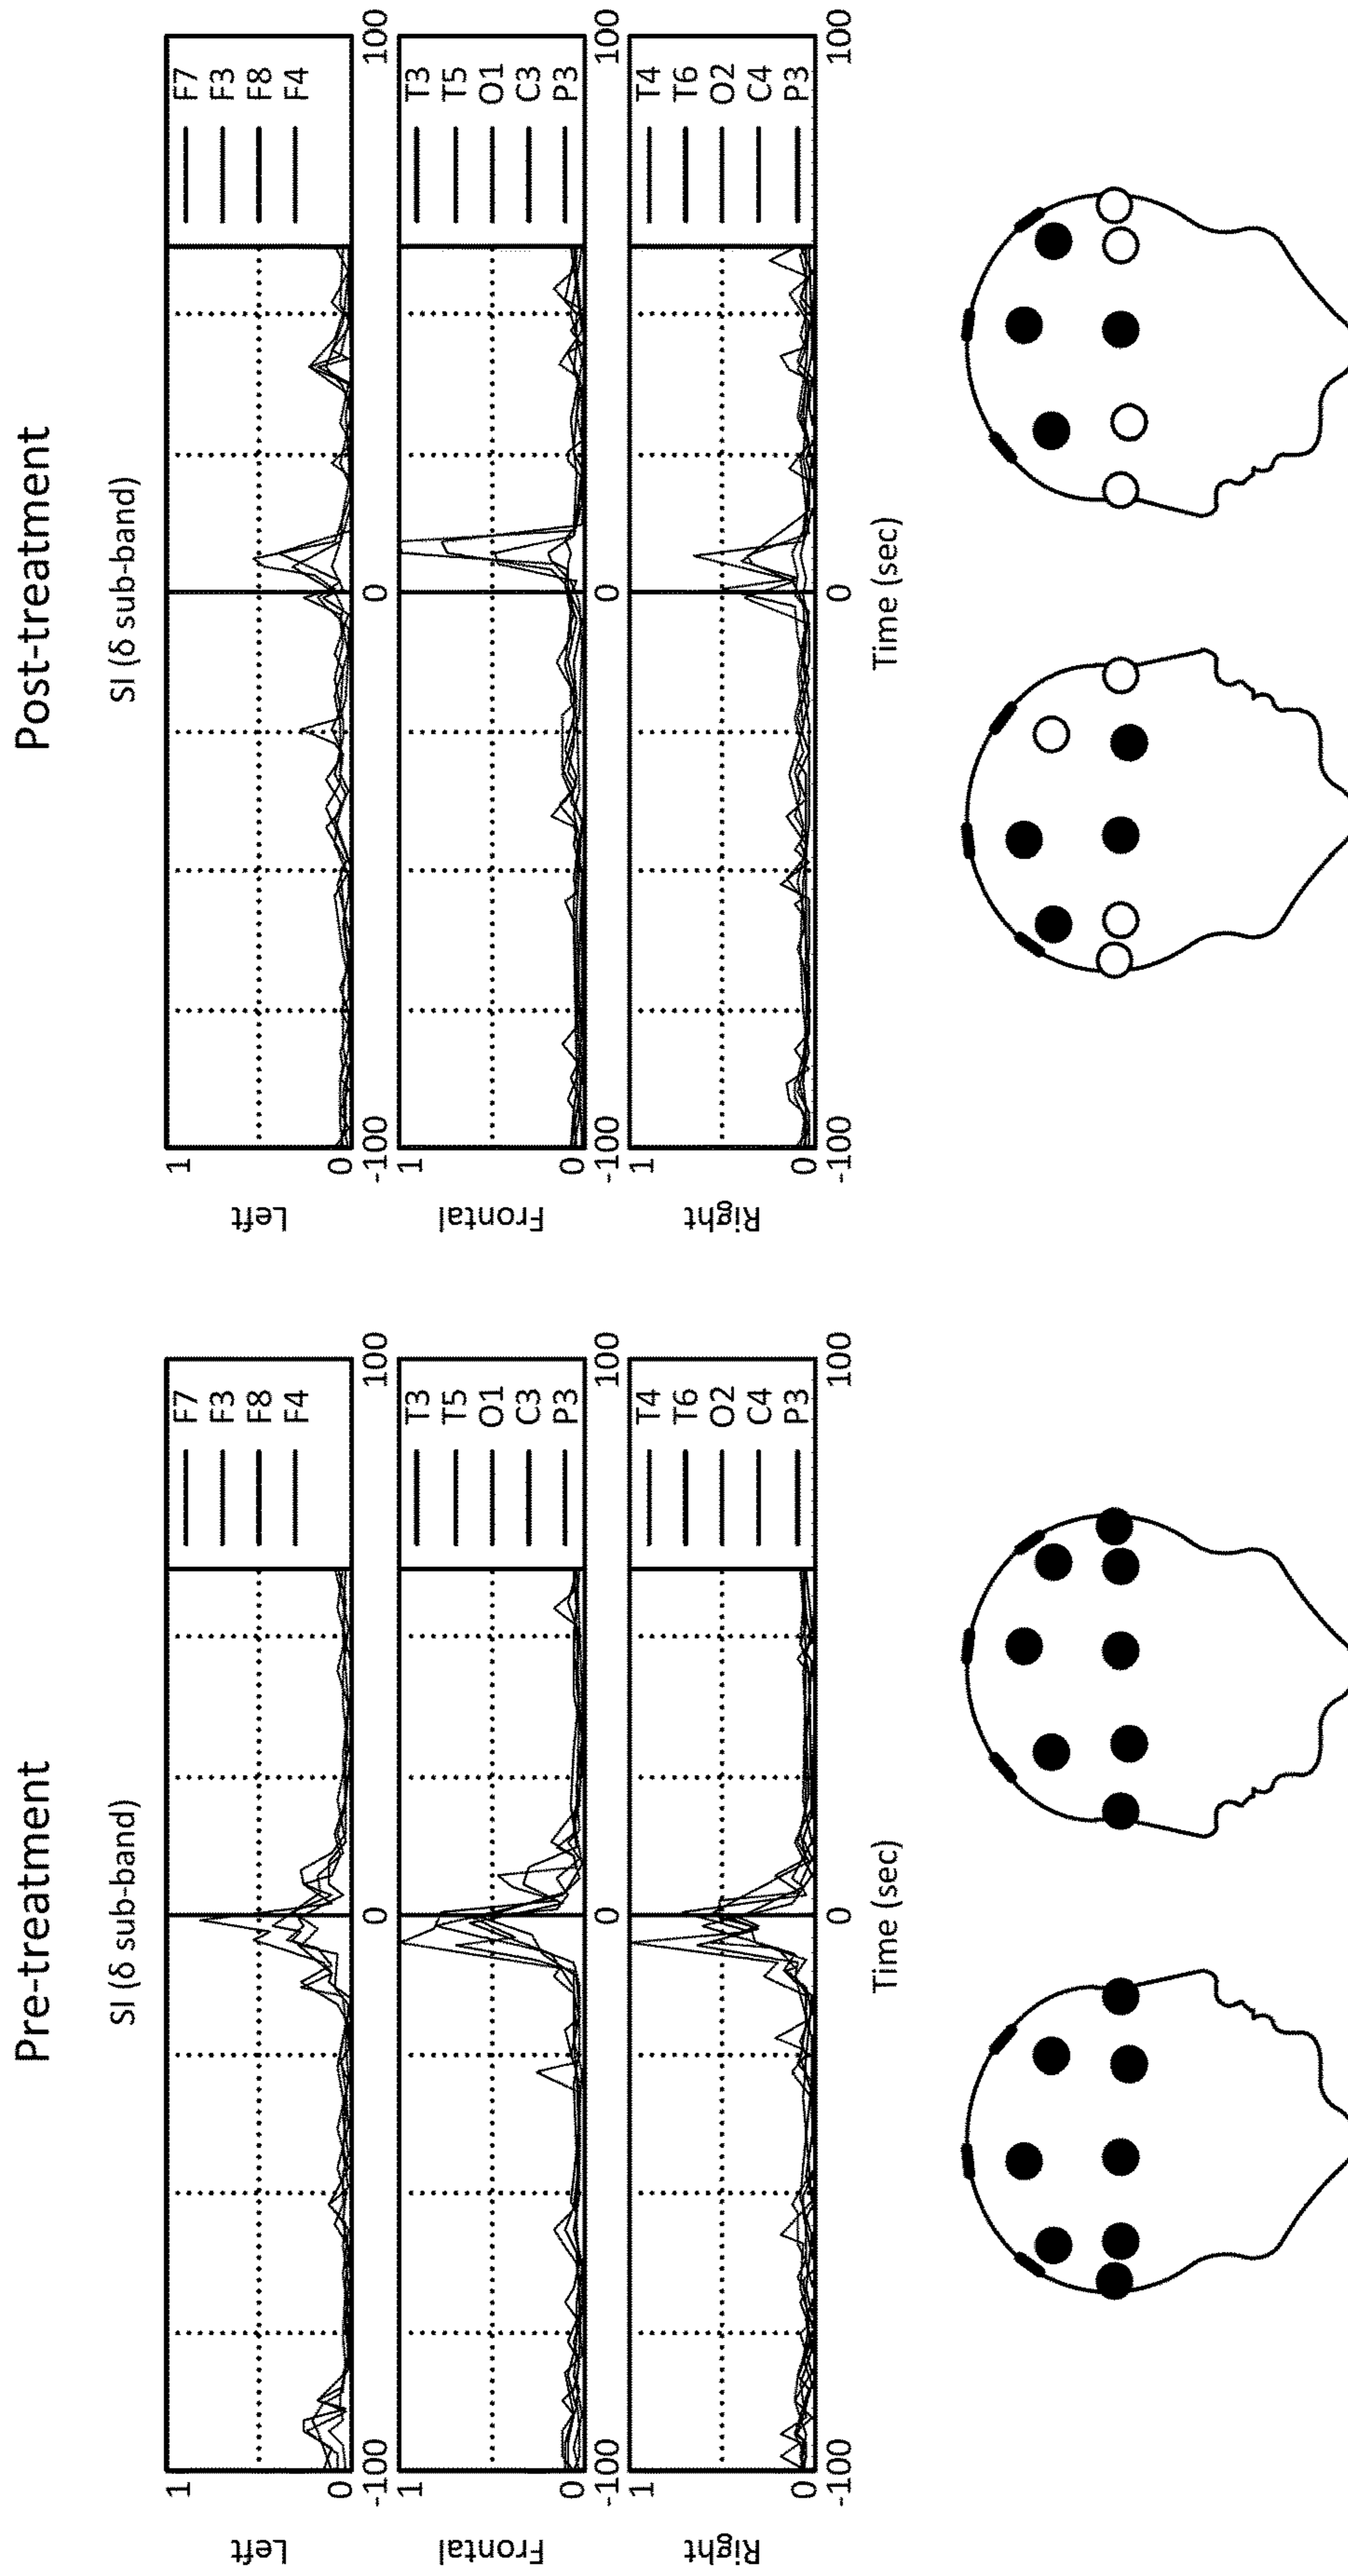 Pre-treatment
SI (δ sub-band)
Left
1
0
-100
0
100
F7
F3
F8
F4
Frontal
1
0
-100
0
100
T3
T5
O1
C3
P3
Right
1
0
-100
0
100
T4
T6
O2
C4
P3
Time (sec)
Post-treatment
SI (δ sub-band)
Left
1
0
-100
0
100
F7
F3
F8
F4
Frontal
1
0
-100
0
100
T3
T5
O1
C3
P3
Right
1
0
-100
0
100
T4
T6
O2
C4
P3
Time (sec)